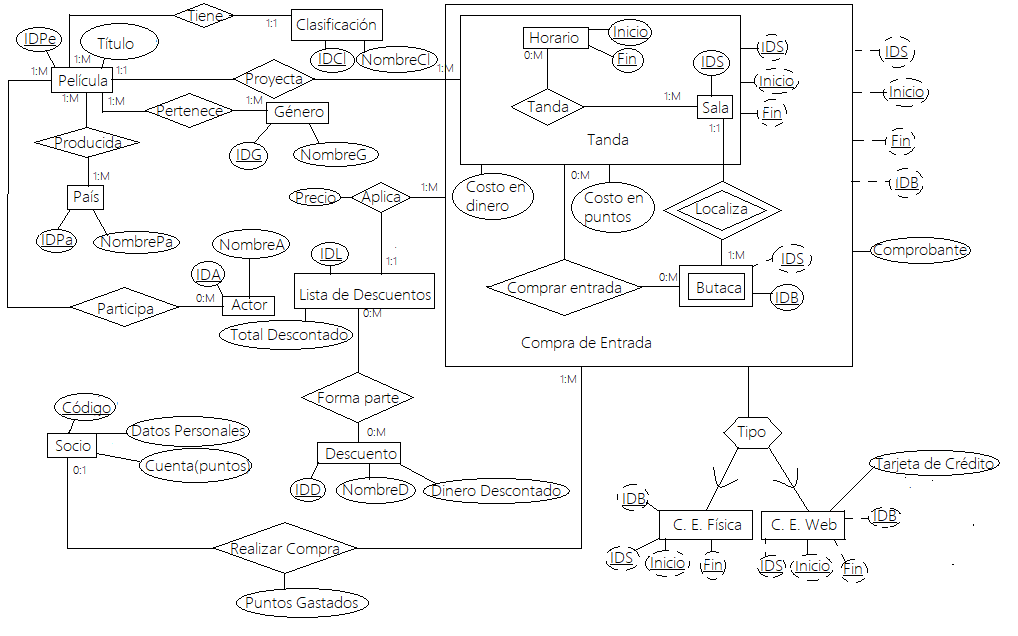 Tiene
1:1
Clasificación
IDPe
Título
1:M
IDCl
NombreCl
1:M
Película
1:1
Proyecta
1:M
1:M
1:M
Pertenece
1:M
Género
IDG
NombreG
Producida
1:M
País
IDPa
NombrePa
Horario
Inicio
Fin
0:M
Tanda
1:M
IDS
Sala
1:1
Tanda
IDS
Inicio
Fin
IDS
Inicio
Fin
IDB
Costo en
dinero
0:M
Costo en
puntos
Localiza
1:M
IDS
Comprobante
Precio
Aplica
1:M
1:1
NombreA
IDA
Actor
0:M
Participa
IDL
Lista de Descuentos
0:M
Total Descontado
Comprar entrada
0:M
Butaca
IDB
Compra de Entrada
1:M
Forma parte
0:M
Descuento
IDD
NombreD
Dinero Descontado
Código
Socio
Datos Personales
Cuenta(puntos)
0:1
Tipo
Tarjeta de Crédito
IDB
C. E. Física
IDS
Inicio
Fin
C. E. Web
IDB
IDS
Inicio
Fin
Realizar Compra
Puntos Gastados